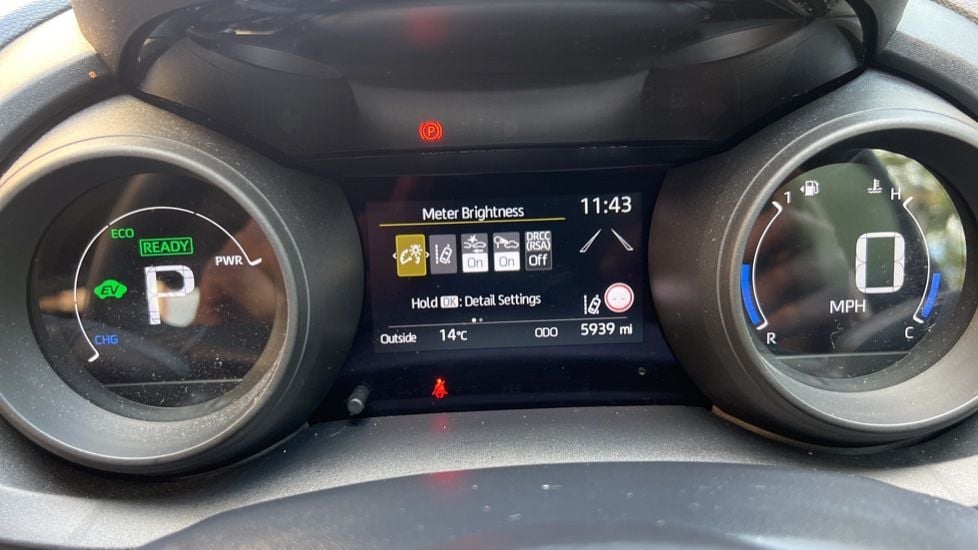 P
Meter Brightness
11:43
On
On
DRCC
(RSA)
Off
Hold OK : Detail Settings
Outside 14°C ODO 5939 mi
ECO
READY
P
PWR
EV
CHG
1
H
0
MPH
R
C